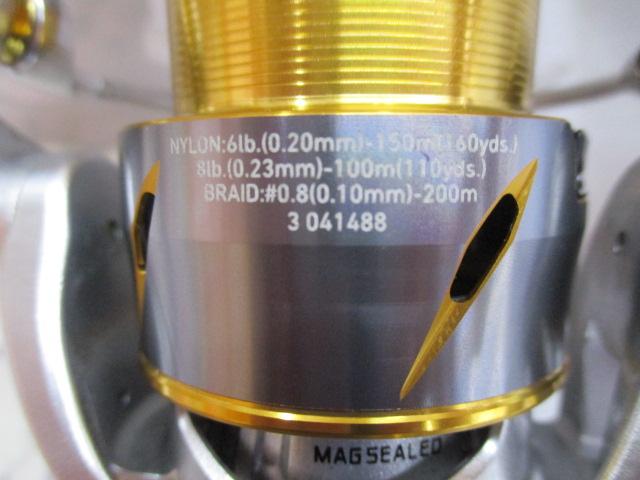 NYLON:6lb.(0.20mm)-150m(160yds.)
8lb.(0.23mm)-100m(110yds.)
BRAID:#0.8(0.10mm)-200m
3 041488
MAGSEALED